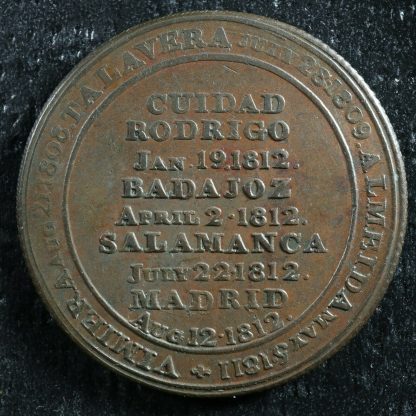 VIMIERA AUG 21.1808. TALAVERA JULY 28.1809. ALMEIDA MAY 5 1811 +
CUIDAD
RODRIGO
JAN. 19.1812.
BADAJOZ
APRIL 2·1812.
SALAMANCA
JULY 22·1812.
MADRID
AUG 12·1812.